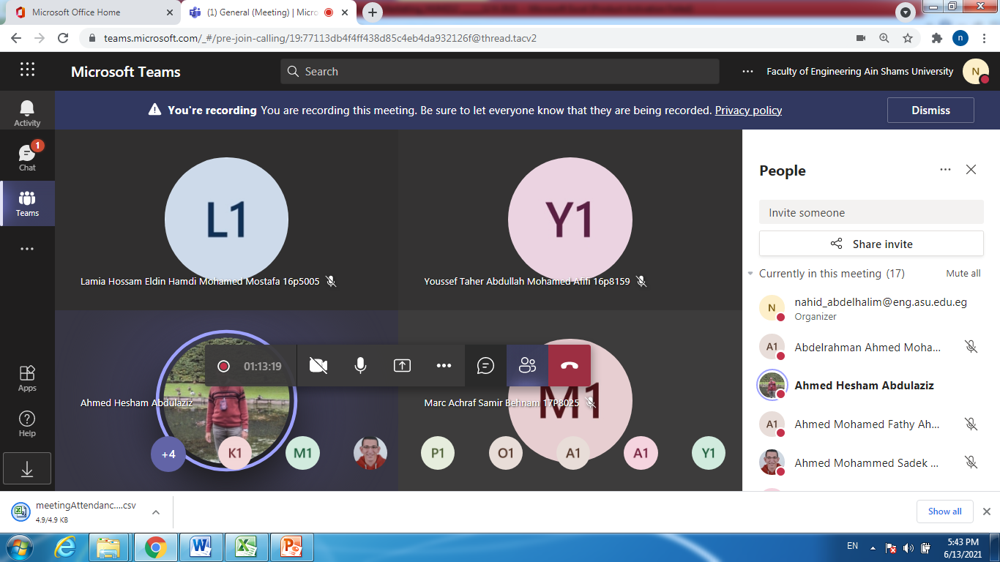 Microsoft Office Home
(1) General (Meeting) | Micro
teams.microsoft.com/_#/pre-join-calling/19:77113db4f4ff438d85c4eb4da932126f@thread.tacv2
n
Microsoft Teams
Search
Faculty of Engineering Ain Shams University
N
You're recording You are recording this meeting. Be sure to let everyone know that they are being recorded. Privacy policy
Dismiss
Activity
Chat
1
Teams
Apps
Help
L1
Lamia Hossam Eldin Hamdi Mohamed Mostafa 16p5005
Y1
Youssef Taher Abdullah Mohamed Afifi 16p8159
01:13:19
Ahmed Hesham Abdulaziz
M1
Marc Achraf Samir Behnam 17P8025
+4
K1
M1
P1
O1
A1
A1
Y1
People
Invite someone
Share invite
Currently in this meeting (17)
Mute all
N
nahid_abdelhalim@eng.asu.edu.eg
Organizer
A1
Abdelrahman Ahmed Moha...
Ahmed Hesham Abdulaziz
A1
Ahmed Mohamed Fathy Ah...
Ahmed Mohammed Sadek ...
meetingAttendanc....csv
4.9/4.9 KB
Show all
EN
5:43 PM
6/13/2021